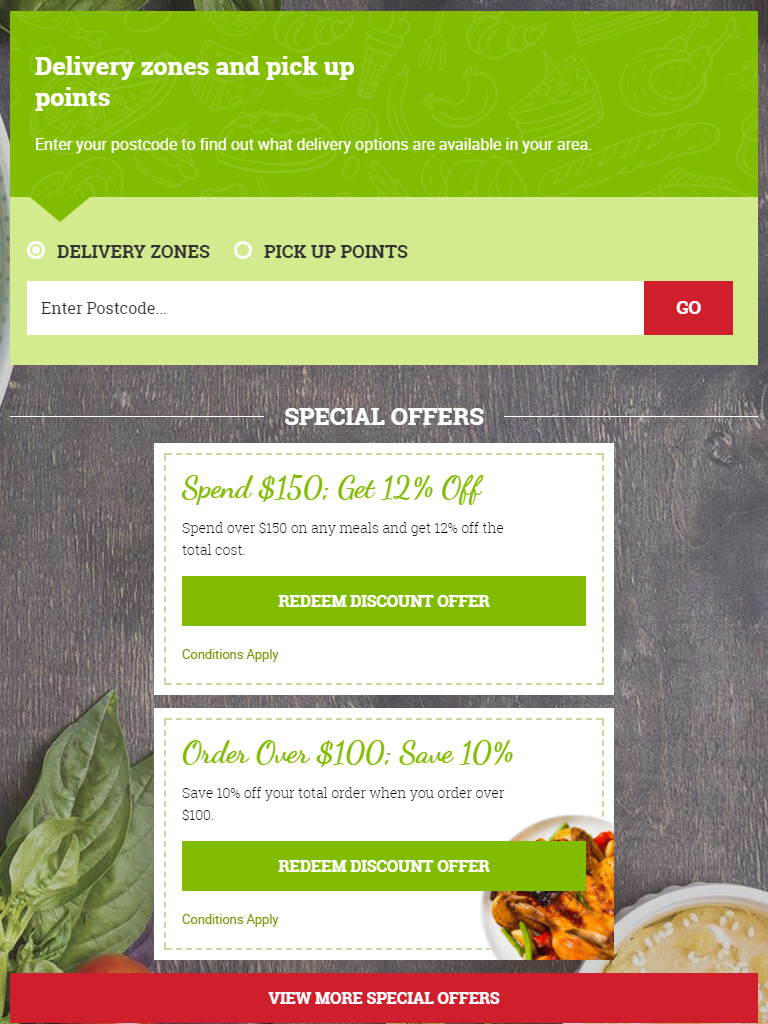 Delivery zones and pick up
points
Enter your postcode to find out what delivery options are available in your area.
DELIVERY ZONES PICK UP POINTS
Enter Postcode... GO
SPECIAL OFFERS
Spend $150; Get 12% Off
Spend over $150 on any meals and get 12% off the
total cost.
REDEEM DISCOUNT OFFER
Conditions Apply
Order Over $100; Save 10%
Save 10% off your total order when you order over
$100.
REDEEM DISCOUNT OFFER
Conditions Apply
VIEW MORE SPECIAL OFFERS